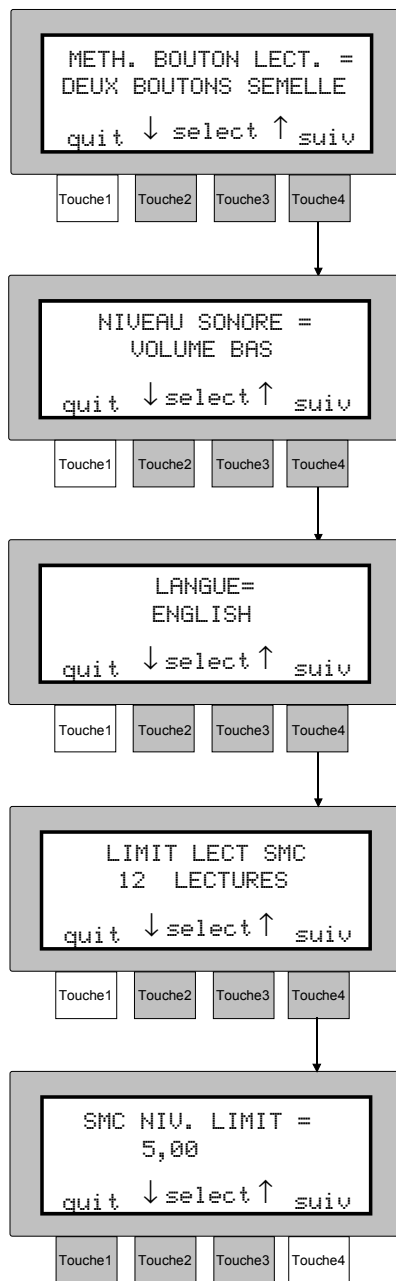 METH. BOUTON LECT. =
DEUX BOUTONS SEMELLE
quit ↓ select ↑ suiv
Touche1 Touche2 Touche3 Touche4
NIVEAU SONORE =
VOLUME BAS
quit ↓ select ↑ suiv
Touche1 Touche2 Touche3 Touche4
LANGUE=
ENGLISH
quit ↓ select ↑ suiv
Touche1 Touche2 Touche3 Touche4
LIMIT LECT SMC
12 LECTURES
quit ↓ select ↑ suiv
Touche1 Touche2 Touche3 Touche4
SMC NIV. LIMIT =
5,00
quit ↓ select ↑ suiv
Touche1 Touche2 Touche3 Touche4